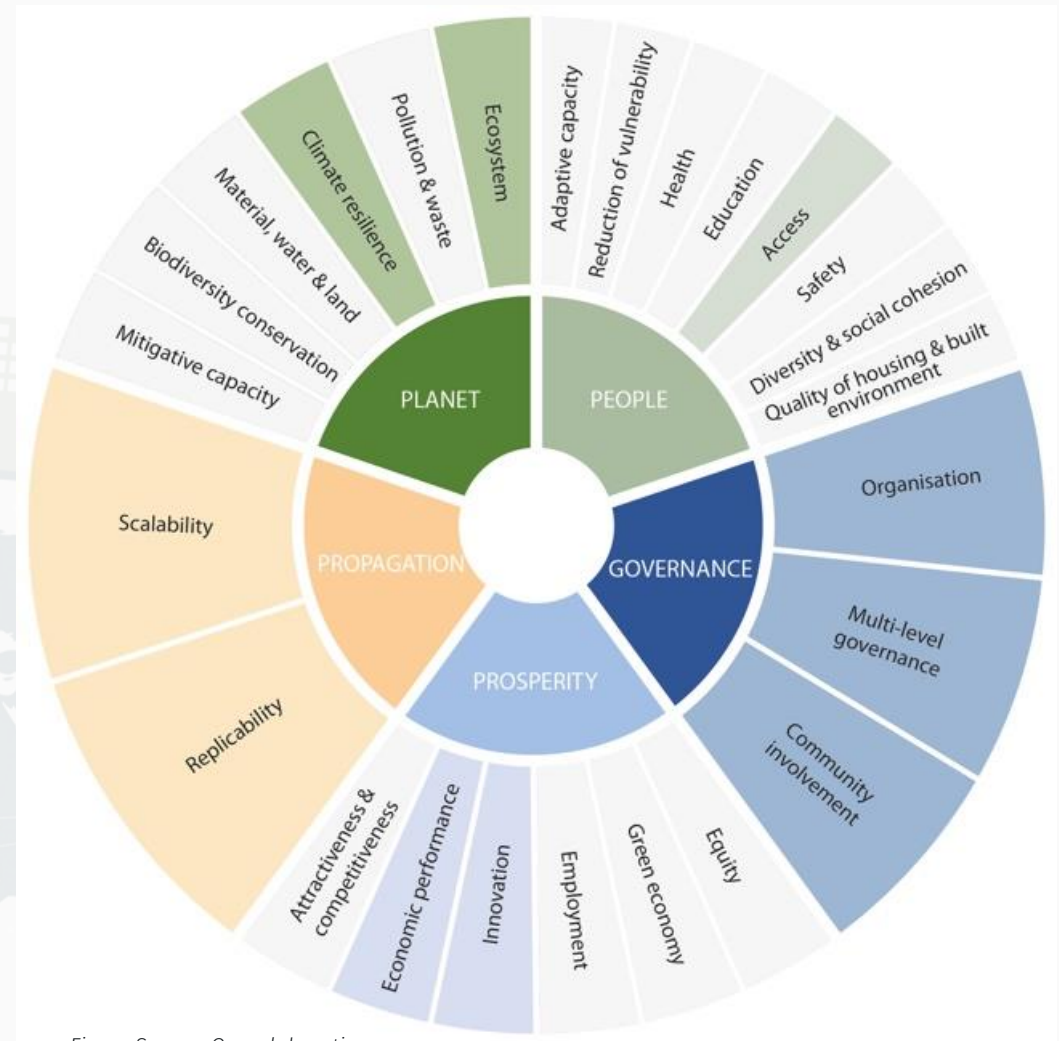 Ecosystem
Pollution & waste
Climate resilience
Material, water & land
Biodiversity conservation
Mitigative capacity
Adaptive capacity
Reduction of vulnerability
Health
Education
Access
Safety
Diversity & social cohesion
Quality of housing & built
environment
PLANET
PEOPLE
PROPAGATION
GOVERNANCE
PROSPERITY
Scalability
Replicability
Organisation
Multi-level
governance
Community
involvement
Attractiveness &
competitiveness
Economic performance
Innovation
Employment
Green economy
Equity